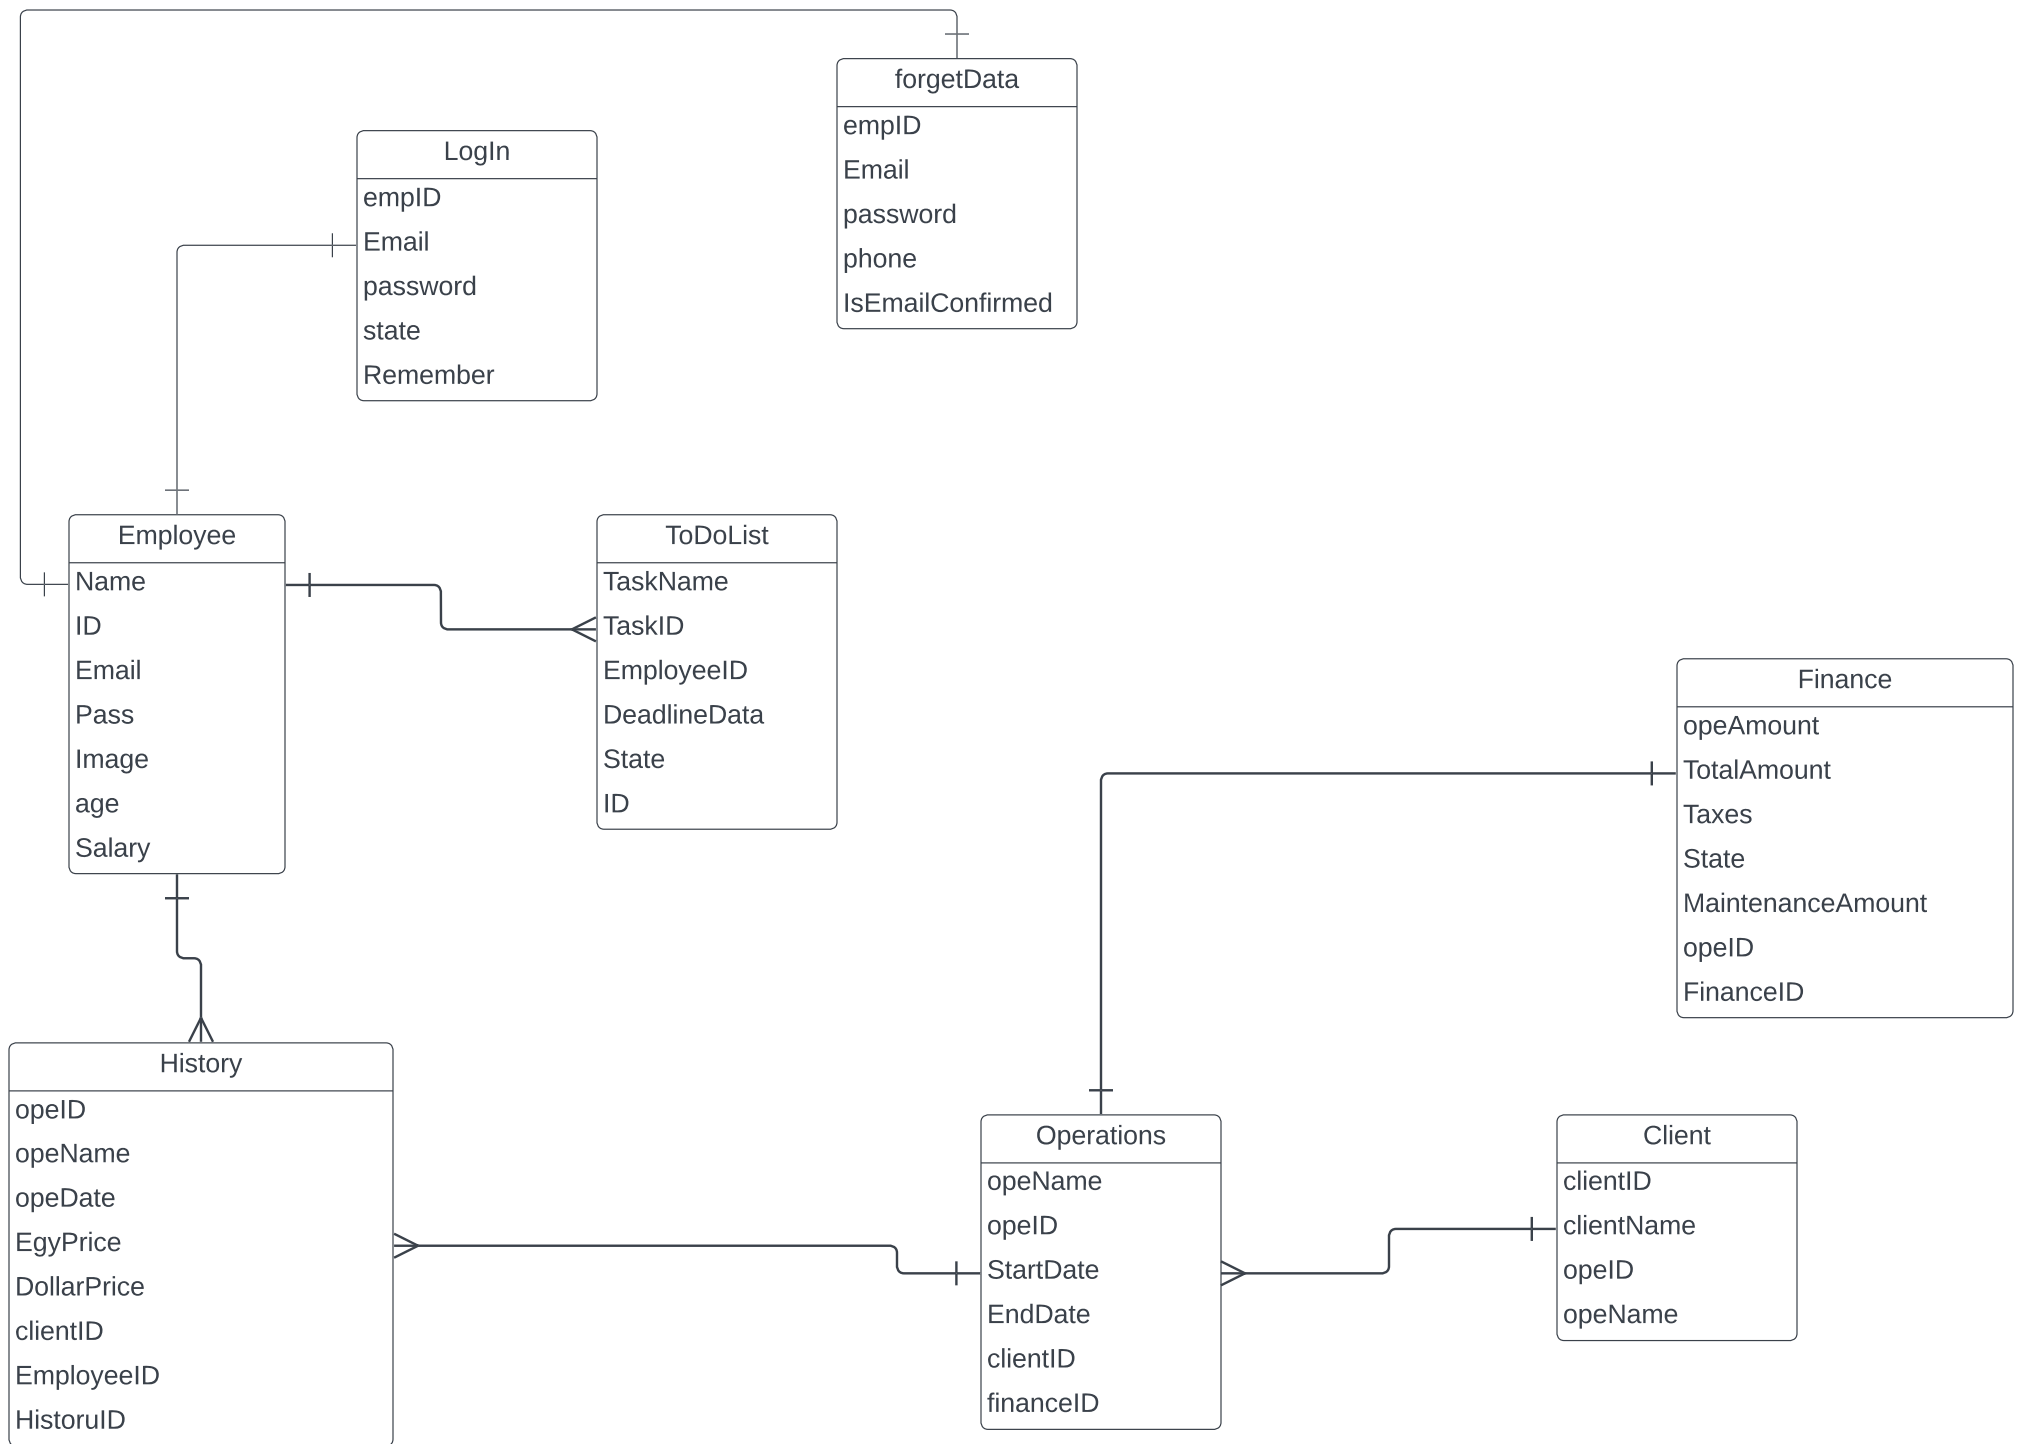 forgetData
empID
Email
password
phone
IsEmailConfirmed
LogIn
empID
Email
password
state
Remember
Employee
Name
ID
Email
Pass
Image
age
Salary
ToDoList
TaskName
TaskID
EmployeeID
DeadlineData
State
ID
Finance
opeAmount
TotalAmount
Taxes
State
MaintenanceAmount
opeID
FinanceID
History
opeID
opeName
opeDate
EgyPrice
DollarPrice
clientID
EmployeeID
HistoruID
Operations
opeName
opeID
StartDate
EndDate
clientID
financeID
Client
clientID
clientName
opeID
opeName